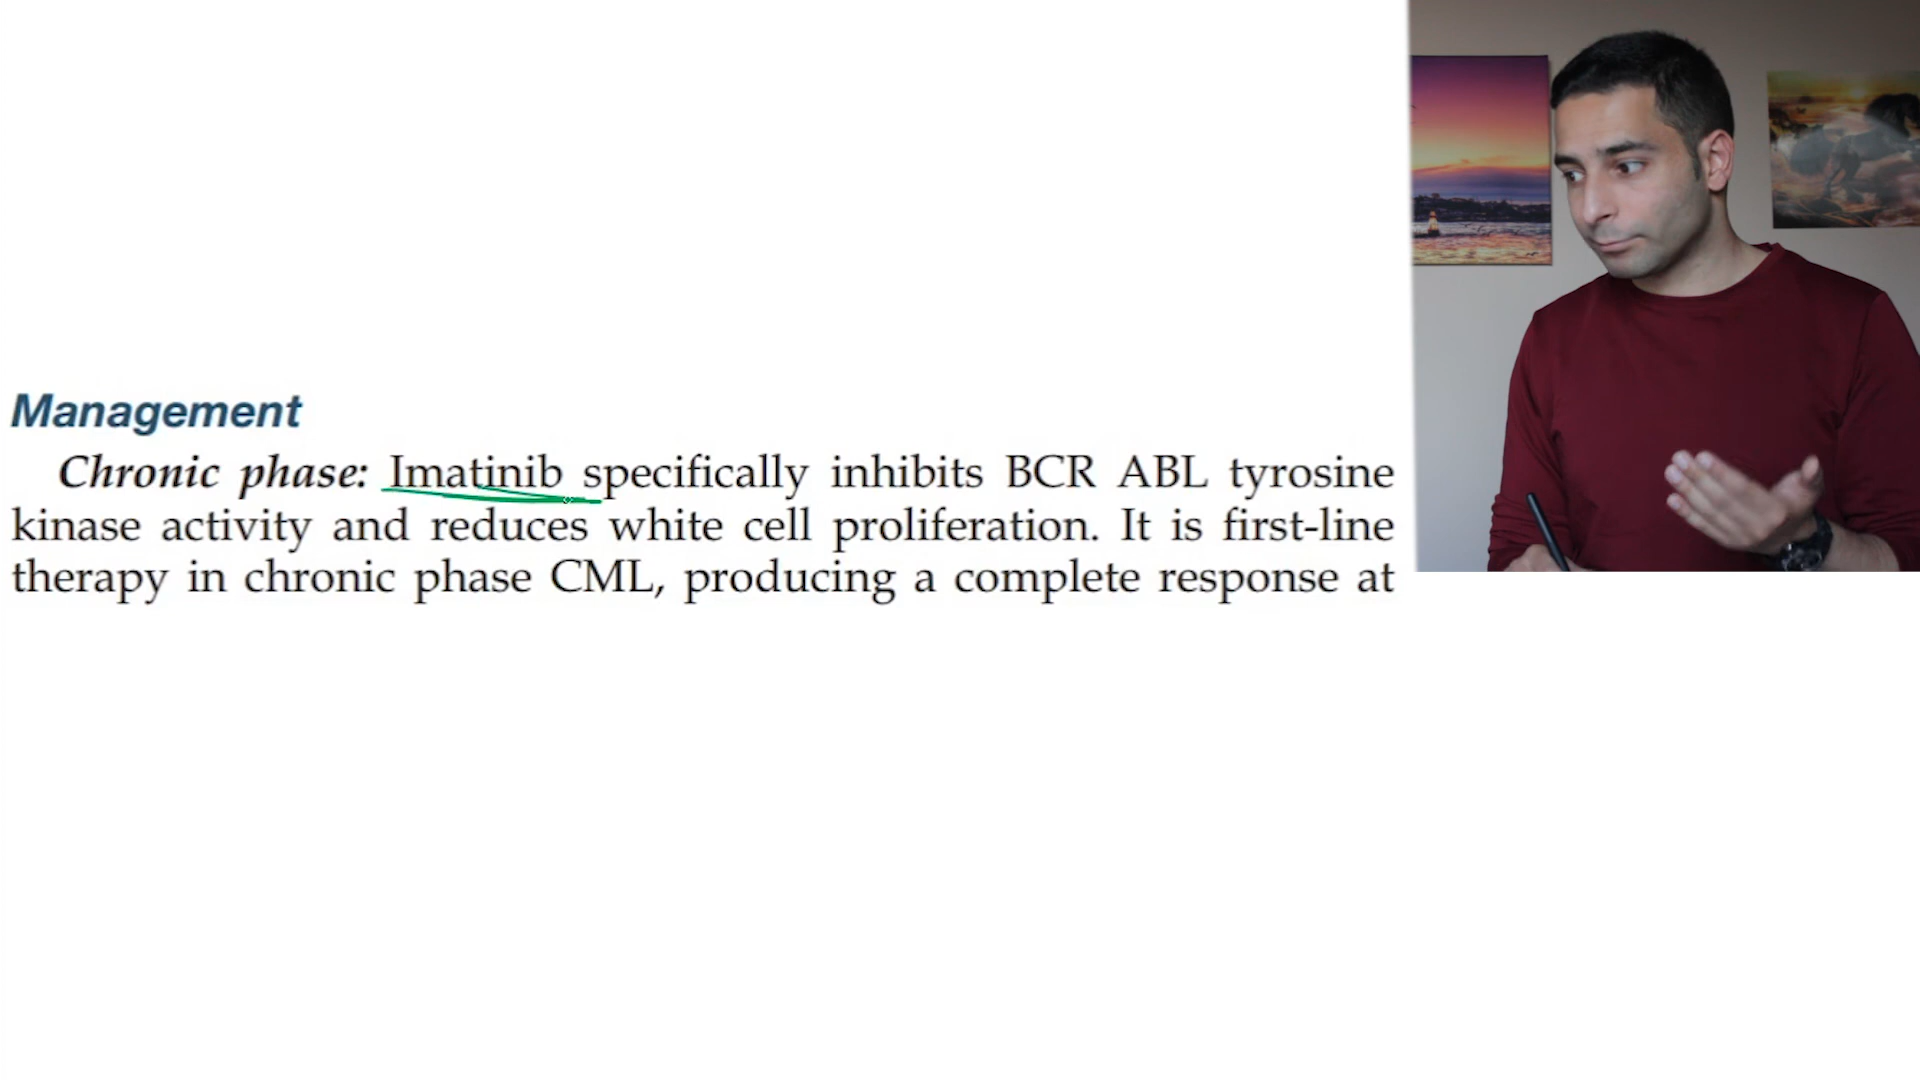 Management
Chronic phase: Imatinib specifically inhibits BCR ABL tyrosine
kinase activity and reduces white cell proliferation. It is first-line
therapy in chronic phase CML, producing a complete response at